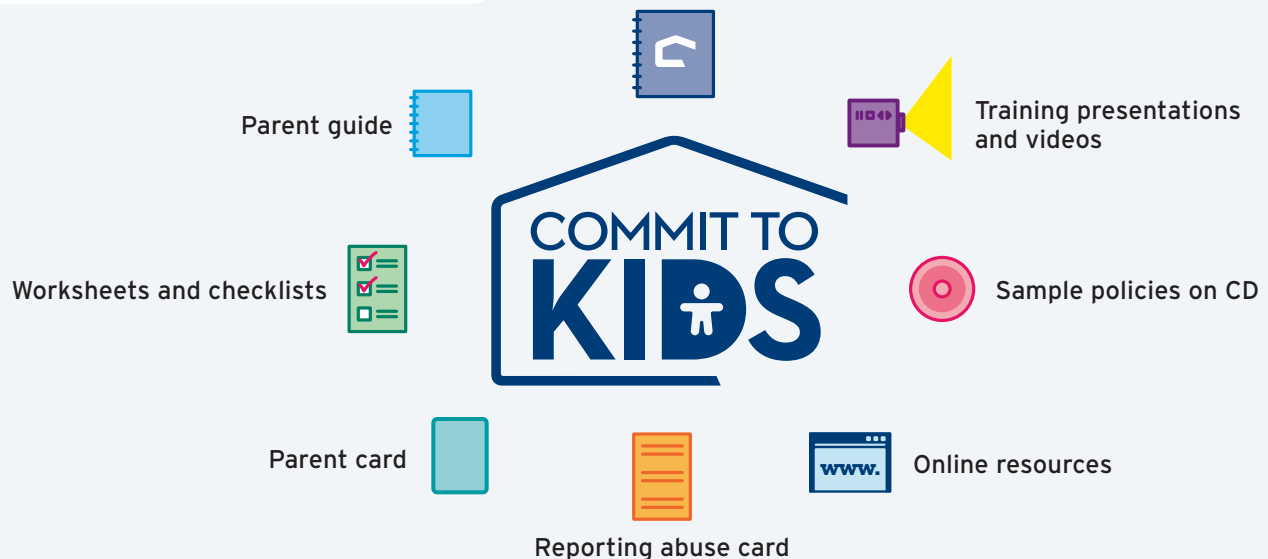 Parent guide
Training presentations
and videos
COMMIT TO
KIDS
Worksheets and checklists
Sample policies on CD
Parent card
www.
Online resources
Reporting abuse card